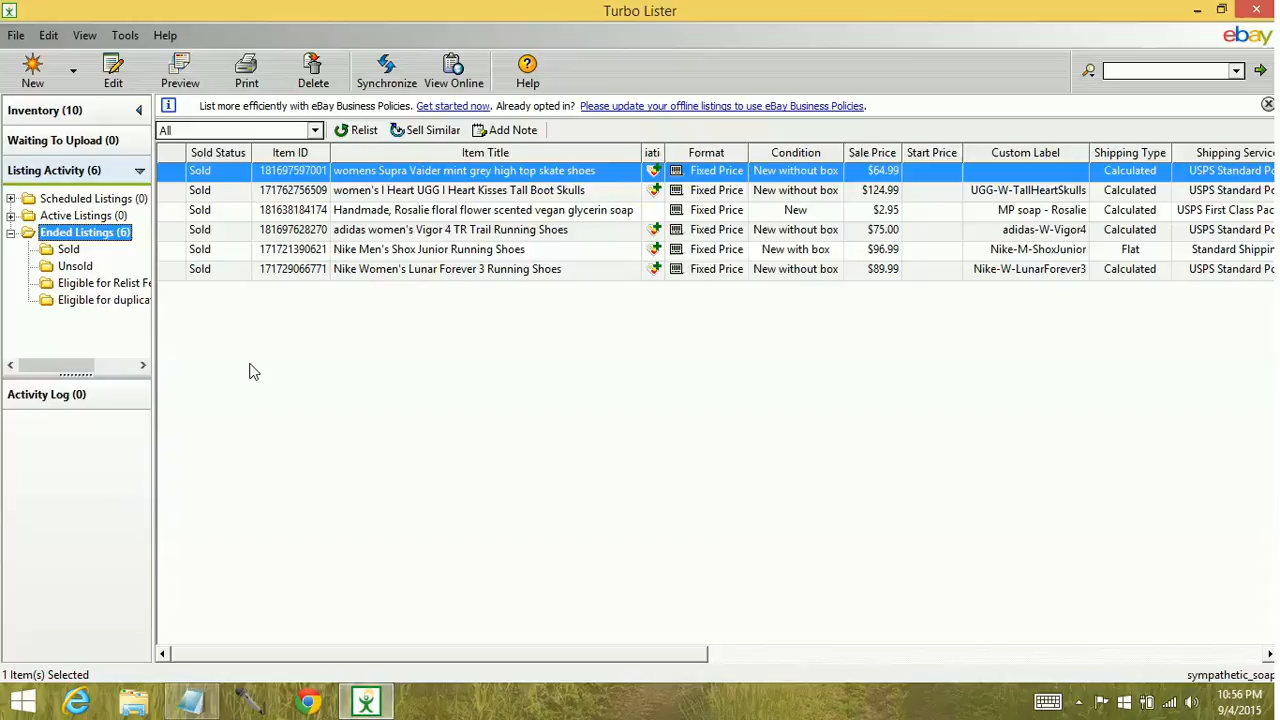 Turbo Lister
File Edit View Tools Help
ebay
New Edit Preview Print Delete Synchronize View Online Help
Inventory (10)
List more efficiently with eBay Business Policies. Get started now. Already opted in? Please update your offline listings to use eBay Business Policies.
Waiting To Upload (0)
All Relist Sell Similar Add Note
Sold Status Item ID Item Title iati Format Condition Sale Price Start Price Custom Label Shipping Type Shipping Servic
Listing Activity (6)
Sold 181697597001 womens Supra Vaider mint grey high top skate shoes Fixed Price New without box $64.99 Calculated USPS Standard Po
Sold 171762756509 women's I Heart UGG I Heart Kisses Tall Boot Skulls Fixed Price New without box $124.99 UGG-W-TallHeartSkulls Calculated USPS Standard Po
Scheduled Listings (0)
Sold 181638184174 Handmade, Rosalie floral flower scented vegan glycerin soap Fixed Price New $2.95 MP soap - Rosalie Calculated USPS First Class Pac
Active Listings (0)
Sold 181697628270 adidas women's Vigor 4 TR Trail Running Shoes Fixed Price New without box $75.00 adidas-W-Vigor4 Calculated USPS Standard Po
Ended Listings (6)
Sold 171721390621 Nike Men's Shox Junior Running Shoes Fixed Price New with box $96.99 Nike-M-ShoxJunior Flat Standard Shippin
Sold
Sold 171729066771 Nike Women's Lunar Forever 3 Running Shoes Fixed Price New without box $89.99 Nike-W-LunarForever3 Calculated USPS Standard Po
Unsold
Eligible for Relist Fe
Eligible for duplica
Activity Log (0)
1 Item(s) Selected
sympathetic_soap
10:56 PM
9/4/2015